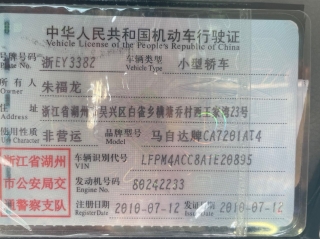 中华人民共和国机动车行驶证
Vehicle License of the People's Republic of China
号牌号码 浙EY3382 车辆类型 小型轿车
Plate No. Vehicle Type
所有人 朱福龙
Owner
住址 浙江省湖州市吴兴区白雀乡横渚乔村西王家湾23号
Address
使用性质 非营运 品牌型号 马自达牌CA7201AT4
Use Character Model
浙江省湖州 车辆识别代号 LFPM4ACC8A1E20895
VIN
市公安局交 发动机号码 60242233
Engine No.
通警察支队 注册日期 2010-07-12 2010-07-12
Register Date Issue Date